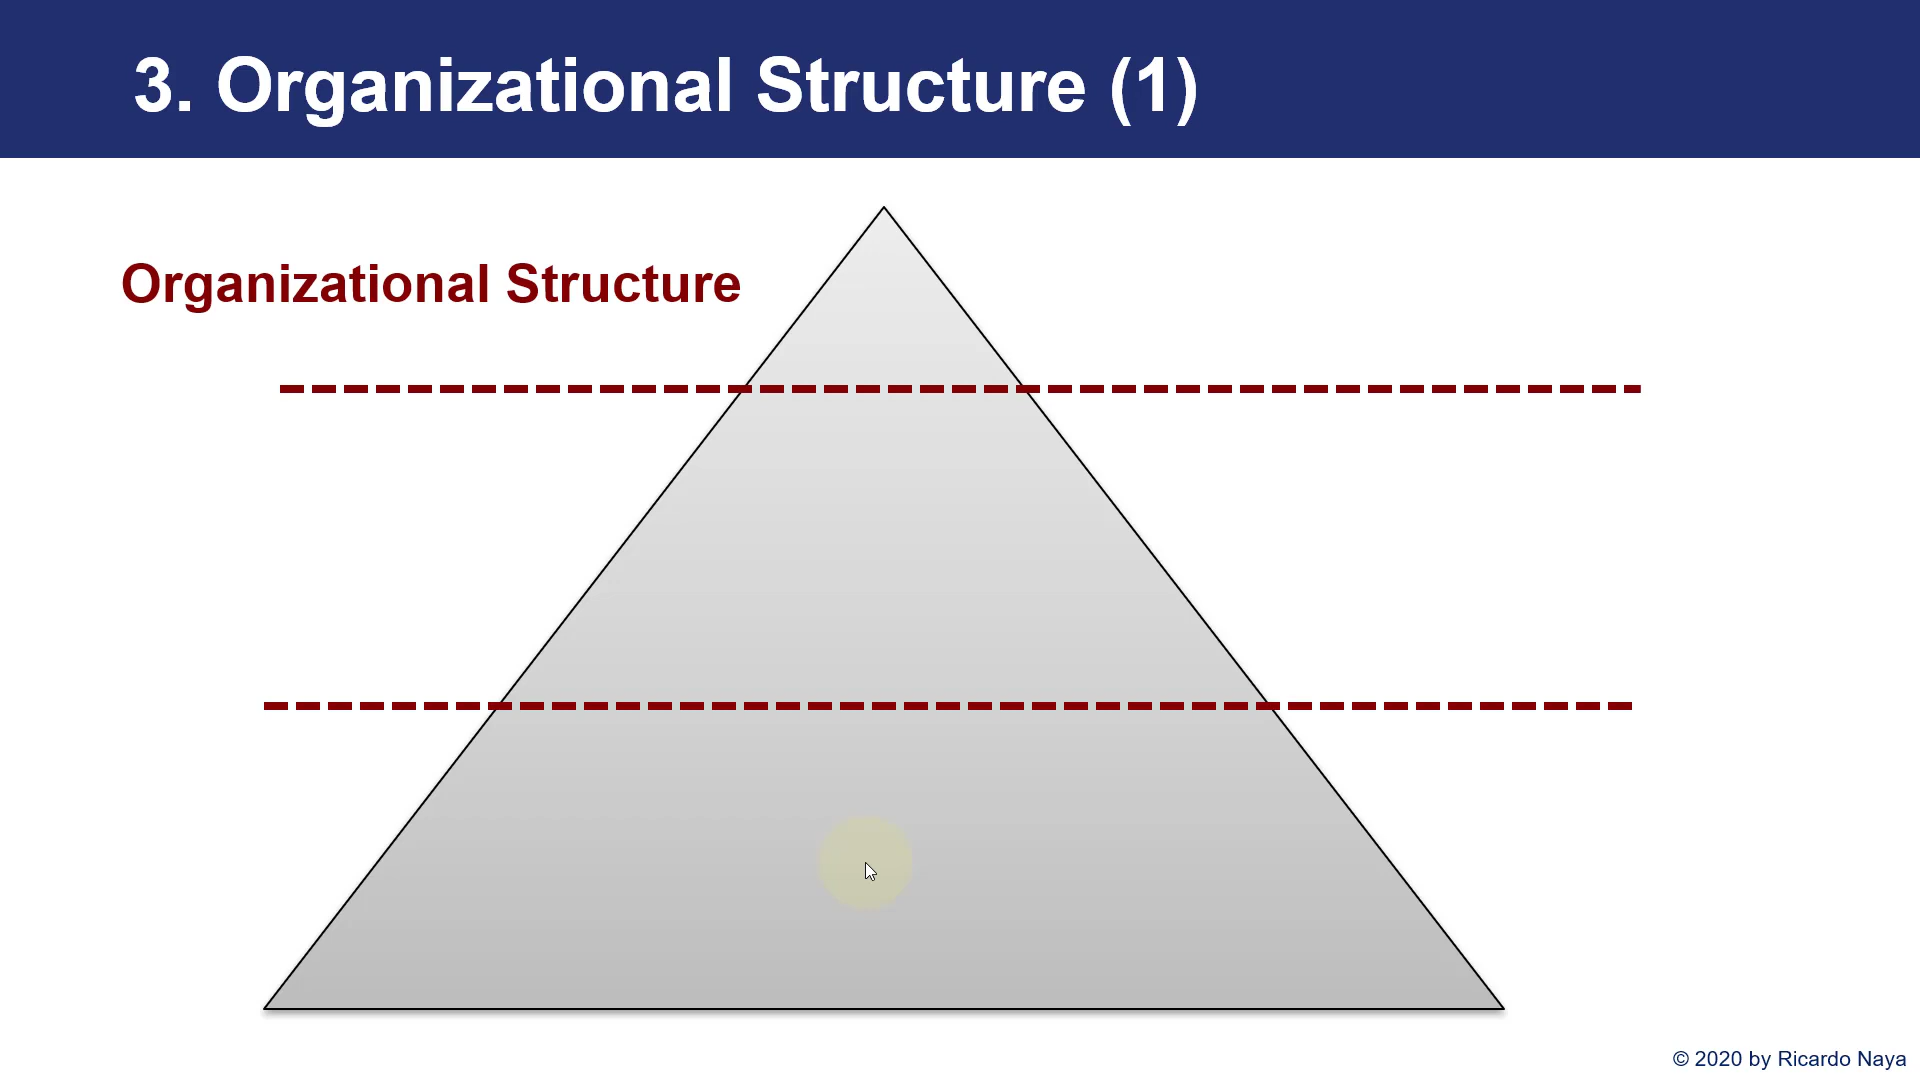 3. Organizational Structure (1)
Organizational Structure
© 2020 by Ricardo Naya